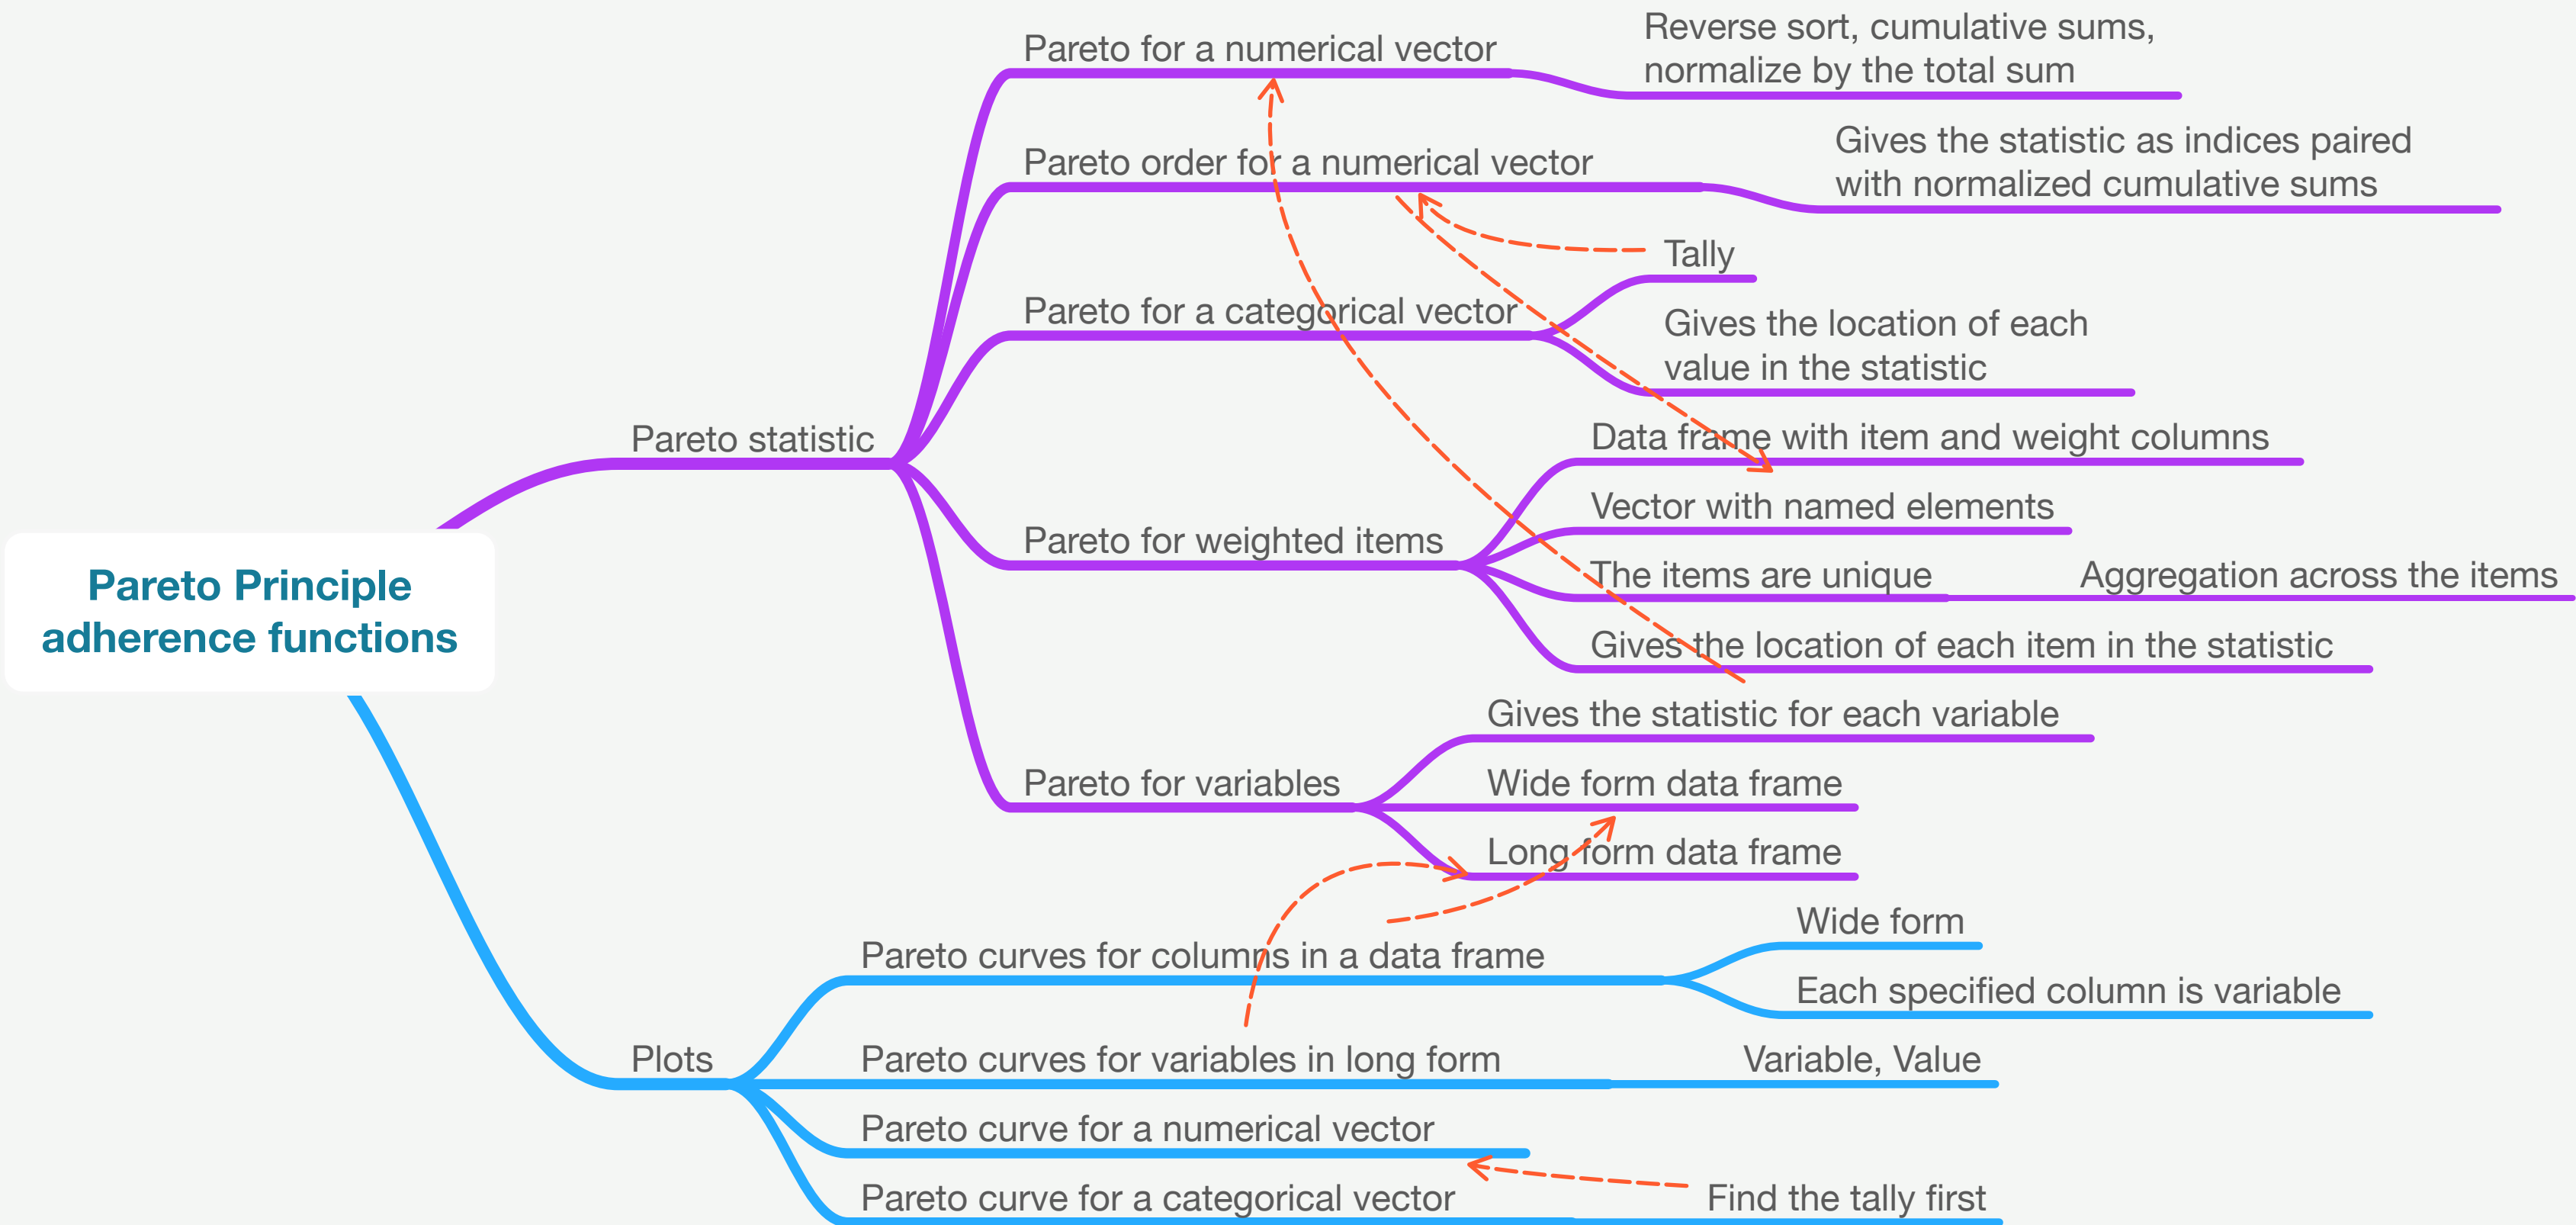 Pareto for a numerical vector
Reverse sort, cumulative sums,
normalize by the total sum
Pareto order for a numerical vector
Gives the statistic as indices paired
with normalized cumulative sums
Pareto for a categorical vector
Tally
Gives the location of each
value in the statistic
Pareto statistic
Pareto for weighted items
Data frame with item and weight columns
Vector with named elements
The items are unique
Aggregation across the items
Gives the location of each item in the statistic
Pareto Principle
adherence functions
Pareto for variables
Gives the statistic for each variable
Wide form data frame
Long form data frame
Plots
Pareto curves for columns in a data frame
Wide form
Each specified column is variable
Pareto curves for variables in long form
Variable, Value
Pareto curve for a numerical vector
Pareto curve for a categorical vector
Find the tally first